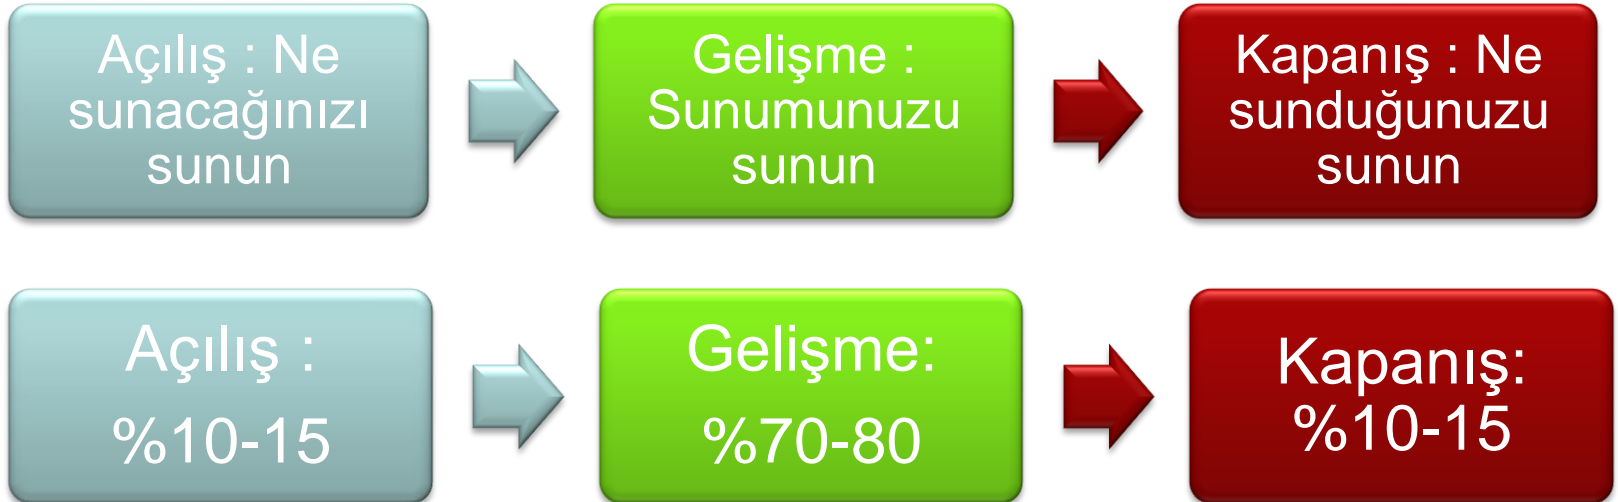 Açılış : Ne
sunacağınızı
sunun
Gelişme :
Sunumunuzu
sunun
Kapanış : Ne
sunduğunuzu
sunun
Açılış :
%10-15
Gelişme:
%70-80
Kapanış:
%10-15